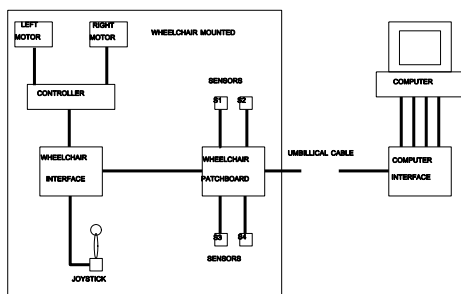 LEFT
MOTOR
RIGHT
MOTOR
WHEELCHAIR MOUNTED
CONTROLLER
SENSORS
S1
S2
COMPUTER
WHEELCHAIR
INTERFACE
WHEELCHAIR
PATCHBOARD
UMBILLICAL CABLE
COMPUTER
INTERFACE
S3
S4
SENSORS
JOYSTICK